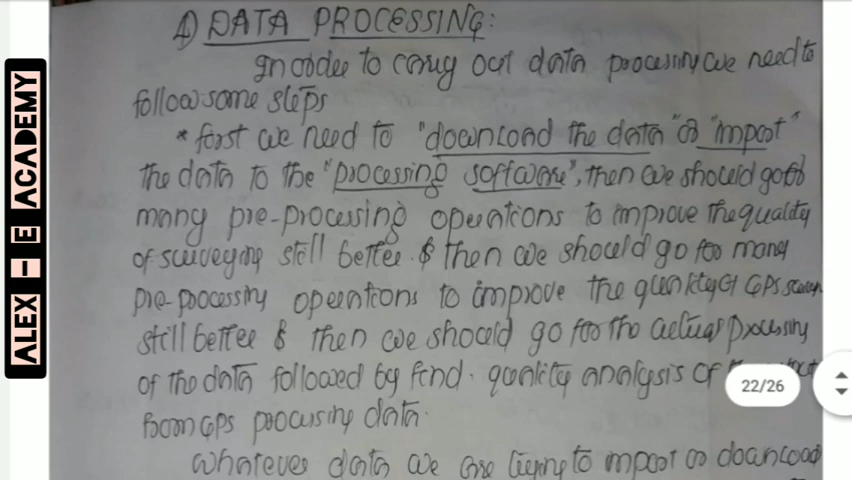 4) DATA PROCESSING:
In order to carry out data processing we need to
follow some steps
* first we need to "download the data" or "import"
the data to the "processing software", then we should go for
many pre-processing operations to improve the quality
of surveying still better & then we should go for many
pre-processing operations to improve the quality of GPS survey
still better & then we should go for the actual processing
of the data followed by find. quality analysis of
from GPS processing data.
whatever data we are trying to import or download
ALEX - E ACADEMY
22/26